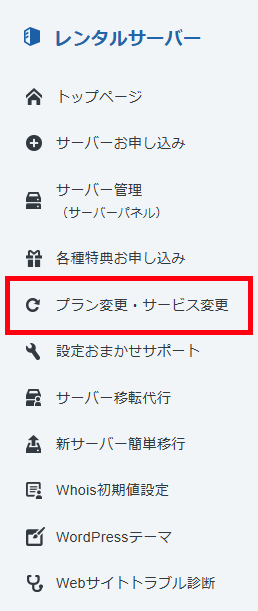 レンタルサーバー
トップページ
サーバーお申し込み
サーバー管理
（サーバーパネル）
各種特典お申し込み
プラン変更・サービス変更
設定おまかせサポート
サーバー移転代行
新サーバー簡単移行
Whois初期値設定
WordPressテーマ
Webサイトトラブル診断